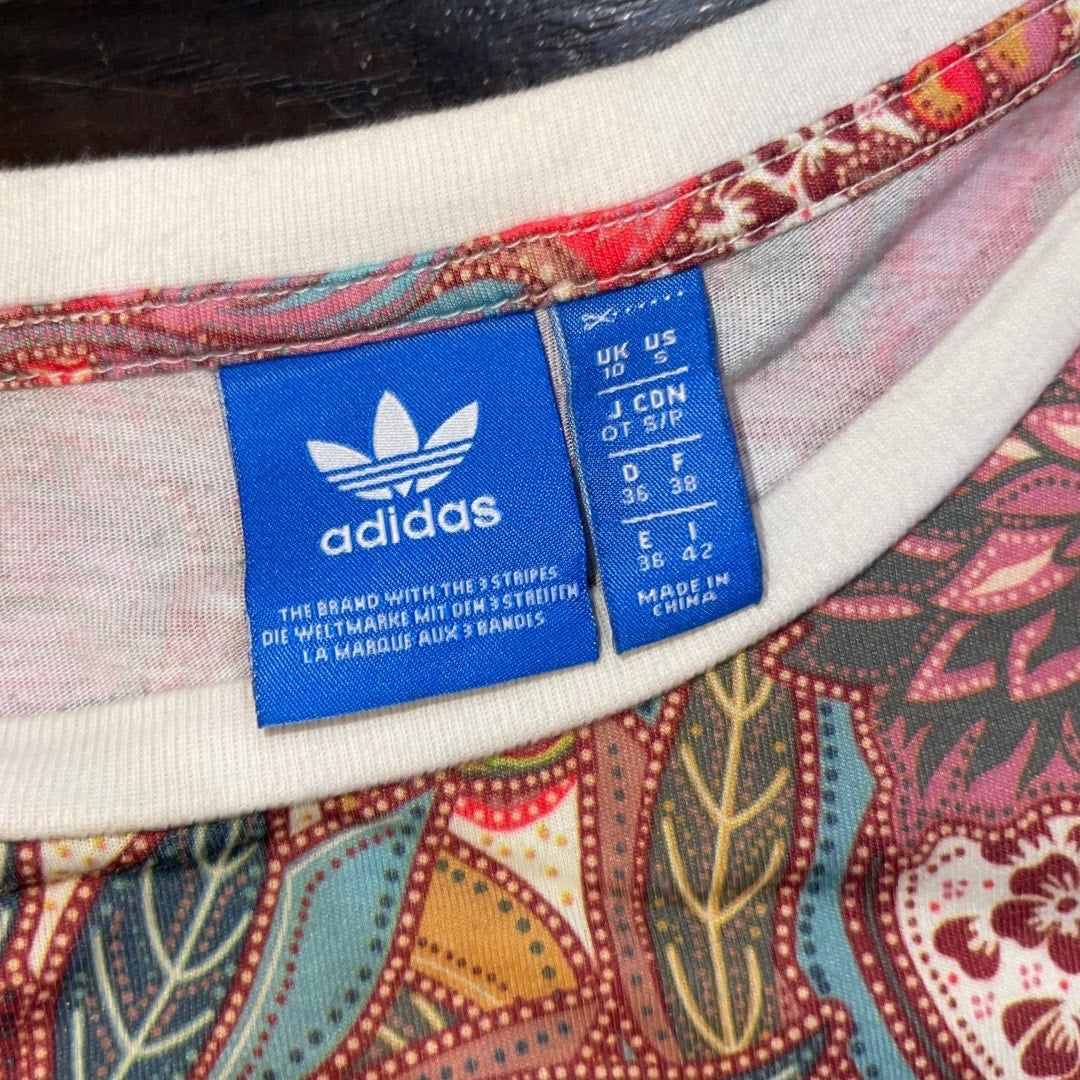 adidas
THE BRAND WITH THE 3 STRIPES
DIE WELTMARKE MIT DEN 3 STREIFEN
LA MARQUE AUX 3 BANDES
UK US
10 S
J CDN
OT S/P
D F
36 38
E I
38 42
MADE IN
CHINA